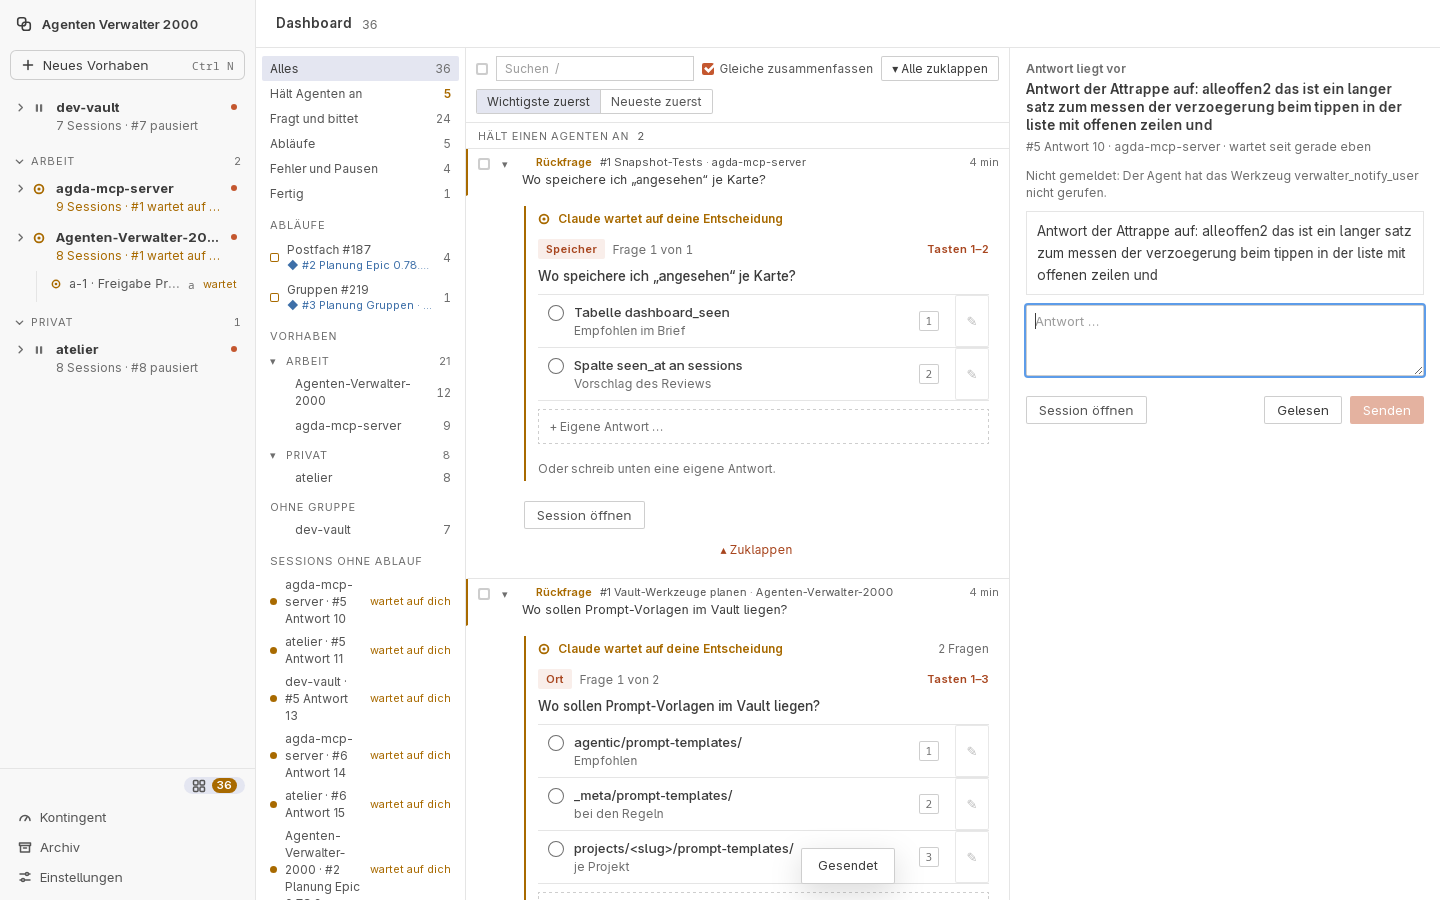 Agenten Verwalter 2000
Neues Vorhaben Ctrl N
dev-vault
7 Sessions · #7 pausiert
ARBEIT 2
agda-mcp-server
9 Sessions · #1 wartet auf …
Agenten-Verwalter-20…
8 Sessions · #1 wartet auf …
a-1 · Freigabe Pr… a wartet
PRIVAT 1
atelier
8 Sessions · #8 pausiert
36
Kontingent
Archiv
Einstellungen
Dashboard 36
Alles 36
Hält Agenten an 5
Fragt und bittet 24
Abläufe 5
Fehler und Pausen 4
Fertig 1
ABLÄUFE
Postfach #187 4
◆ #2 Planung Epic 0.78.…
Gruppen #219 1
◆ #3 Planung Gruppen · …
VORHABEN
▾ ARBEIT 21
Agenten-Verwalter-
2000 12
agda-mcp-server 9
▾ PRIVAT 8
atelier 8
OHNE GRUPPE
dev-vault 7
SESSIONS OHNE ABLAUF
agda-mcp-
server · #5 wartet auf dich
Antwort 10
atelier · #5
Antwort 11 wartet auf dich
dev-vault ·
#5 Antwort wartet auf dich
13
agda-mcp-
server · #6 wartet auf dich
Antwort 14
atelier · #6
Antwort 15 wartet auf dich
Agenten-
Verwalter-
2000 · #2 wartet auf dich
Planung Epic
Suchen /
Gleiche zusammenfassen
▾ Alle zuklappen
Wichtigste zuerst Neueste zuerst
HÄLT EINEN AGENTEN AN 2
▾ Rückfrage #1 Snapshot-Tests · agda-mcp-server 4 min
Wo speichere ich „angesehen“ je Karte?
Claude wartet auf deine Entscheidung
Speicher Frage 1 von 1 Tasten 1–2
Wo speichere ich „angesehen“ je Karte?
Tabelle dashboard_seen 1 ✎
Empfohlen im Brief
Spalte seen_at an sessions 2 ✎
Vorschlag des Reviews
+ Eigene Antwort …
Oder schreib unten eine eigene Antwort.
Session öffnen
▴ Zuklappen
▾ Rückfrage #1 Vault-Werkzeuge planen · Agenten-Verwalter-2000 4 min
Wo sollen Prompt-Vorlagen im Vault liegen?
Claude wartet auf deine Entscheidung 2 Fragen
Ort Frage 1 von 2 Tasten 1–3
Wo sollen Prompt-Vorlagen im Vault liegen?
agentic/prompt-templates/ 1 ✎
Empfohlen
_meta/prompt-templates/ 2 ✎
bei den Regeln
projects/<slug>/prompt-templates/ 3 ✎
je Projekt
Gesendet
Antwort liegt vor
Antwort der Attrappe auf: alleoffen2 das ist ein langer
satz zum messen der verzoegerung beim tippen in der
liste mit offenen zeilen und
#5 Antwort 10 · agda-mcp-server · wartet seit gerade eben
Nicht gemeldet: Der Agent hat das Werkzeug verwalter_notify_user
nicht gerufen.
Antwort der Attrappe auf: alleoffen2 das ist ein langer satz
zum messen der verzoegerung beim tippen in der liste mit
offenen zeilen und
Antwort …
Session öffnen Gelesen Senden